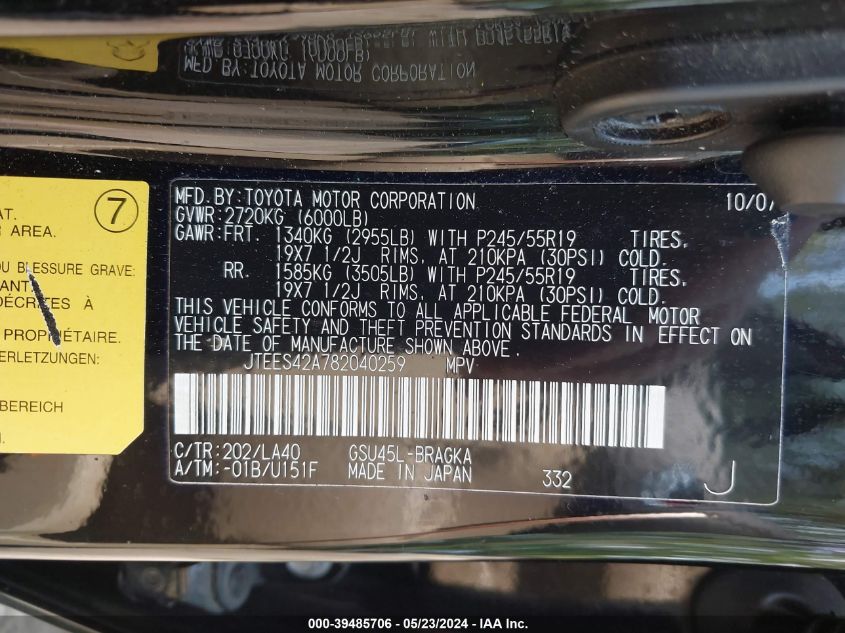 MFD.BY:TOYOTA MOTOR CORPORATION
7
MFD.BY:TOYOTA MOTOR CORPORATION 10/07
GVWR:2720KG (6000LB)
GAWR:FRT. 1340KG (2955LB) WITH P245/55R19 TIRES,
19X7 1/2J RIMS, AT 210KPA (30PSI) COLD.
RR. 1585KG (3505LB) WITH P245/55R19 TIRES,
19X7 1/2J RIMS, AT 210KPA (30PSI) COLD.
THIS VEHICLE CONFORMS TO ALL APPLICABLE FEDERAL MOTOR
VEHICLE SAFETY AND THEFT PREVENTION STANDARDS IN EFFECT ON
THE DATE OF MANUFACTURE SHOWN ABOVE.
JTEES42A782040259 MPV
C/TR:202/LA40 GSU45L-BRAGKA
A/TM:-01B/U151F MADE IN JAPAN 332 J
AT.
AREA.
BLESSURE GRAVE:
DÉCRITES À
PROPRIÉTAIRE.
ERLETZUNGEN:
BEREICH
000-39485706 - 05/23/2024 - IAA Inc.